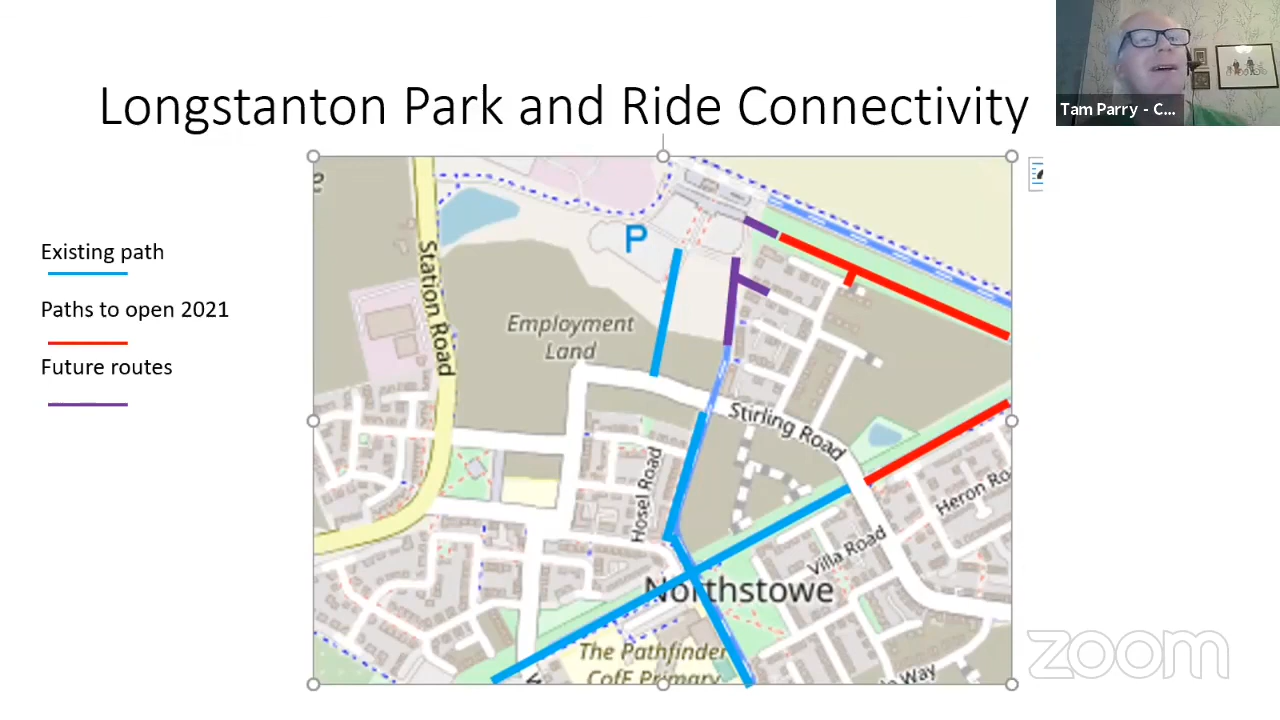 Longstanton Park and Ride Connectivity
Tam Parry - C...
Existing path
Paths to open 2021
Future routes
P
Station Road
Employment
Land
Stirling Road
Hosel Road
Heron Ro
Villa Road
Northstowe
The Pathfinder
CofE Primary
Way
zoom